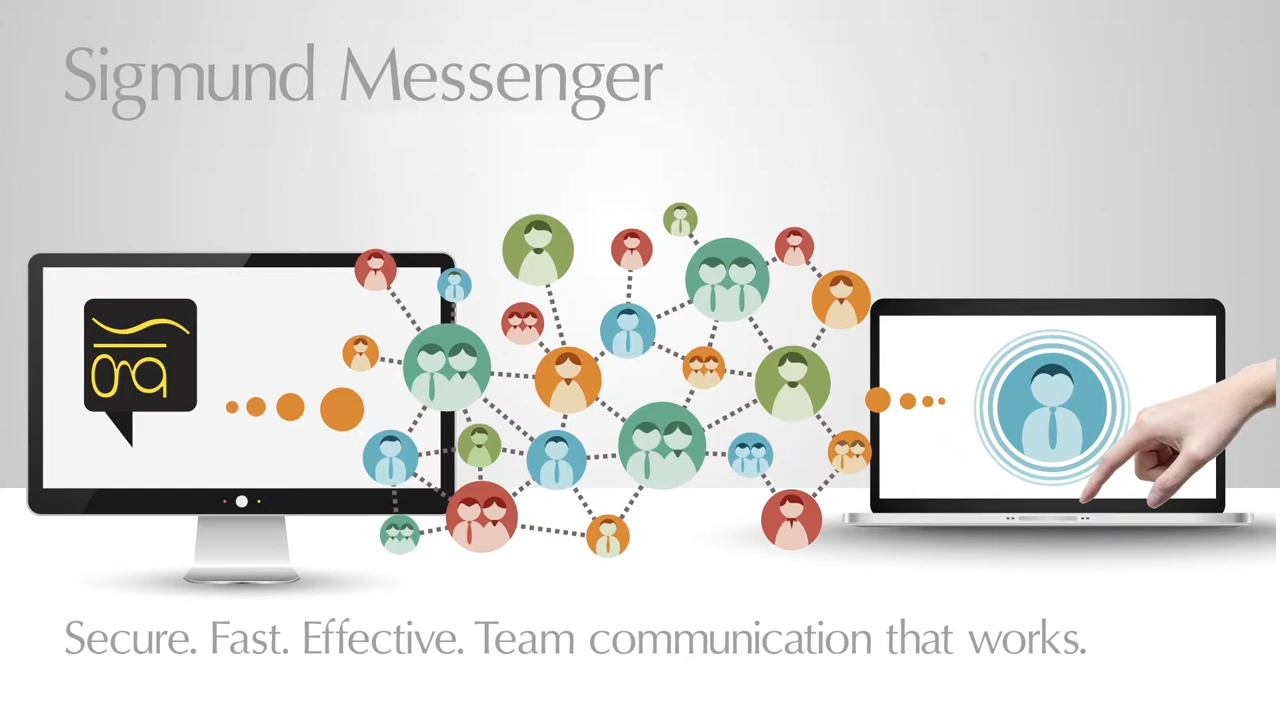 Sigmund Messenger
Secure. Fast. Effective. Team communication that works.